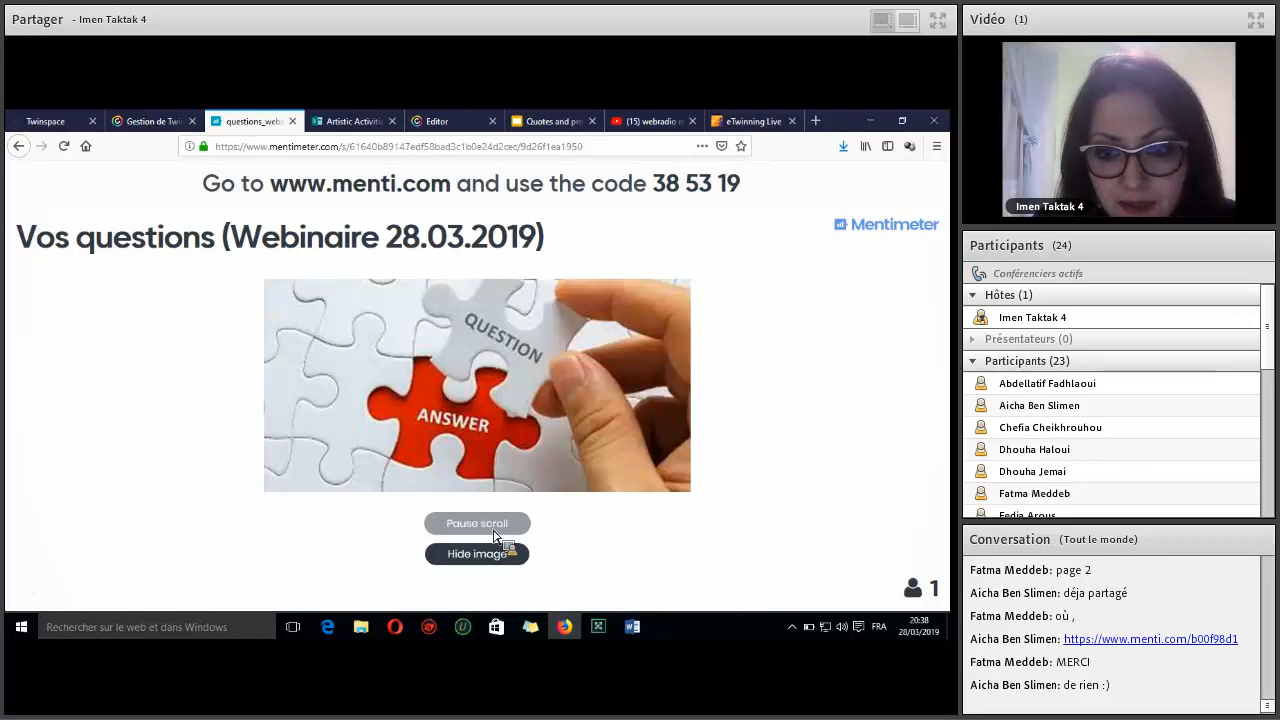 Partager - Imen Taktak 4
Twinspace
Gestion de Twi
questions_web
Artistic Activiti
Editor
Quotes and pro
(15) webradio
eTwinning Live
https://www.mentimeter.com/s/61640b89147edf58bad3c1b0e24d2cec/9d26f1ea1950
Go to www.menti.com and use the code 38 53 19
Vos questions (Webinaire 28.03.2019)
Mentimeter
QUESTION
ANSWER
Pause scroll
Hide image
1
Rechercher sur le web et dans Windows
FRA
20:38
28/03/2019
Vidéo (1)
Imen Taktak 4
Participants (24)
Conférenciers actifs
Hôtes (1)
Imen Taktak 4
Présentateurs (0)
Participants (23)
Abdellatif Fadhlaoui
Aicha Ben Slimen
Chefia Cheikhrouhou
Dhouha Haloui
Dhouha Jemai
Fatma Meddeb
Fedia Arous
Conversation (Tout le monde)
Fatma Meddeb: page 2
Aicha Ben Slimen: déja partagé
Fatma Meddeb: où ,
Aicha Ben Slimen: https://www.menti.com/b00f98d1
Fatma Meddeb: MERCI
Aicha Ben Slimen: de rien :)